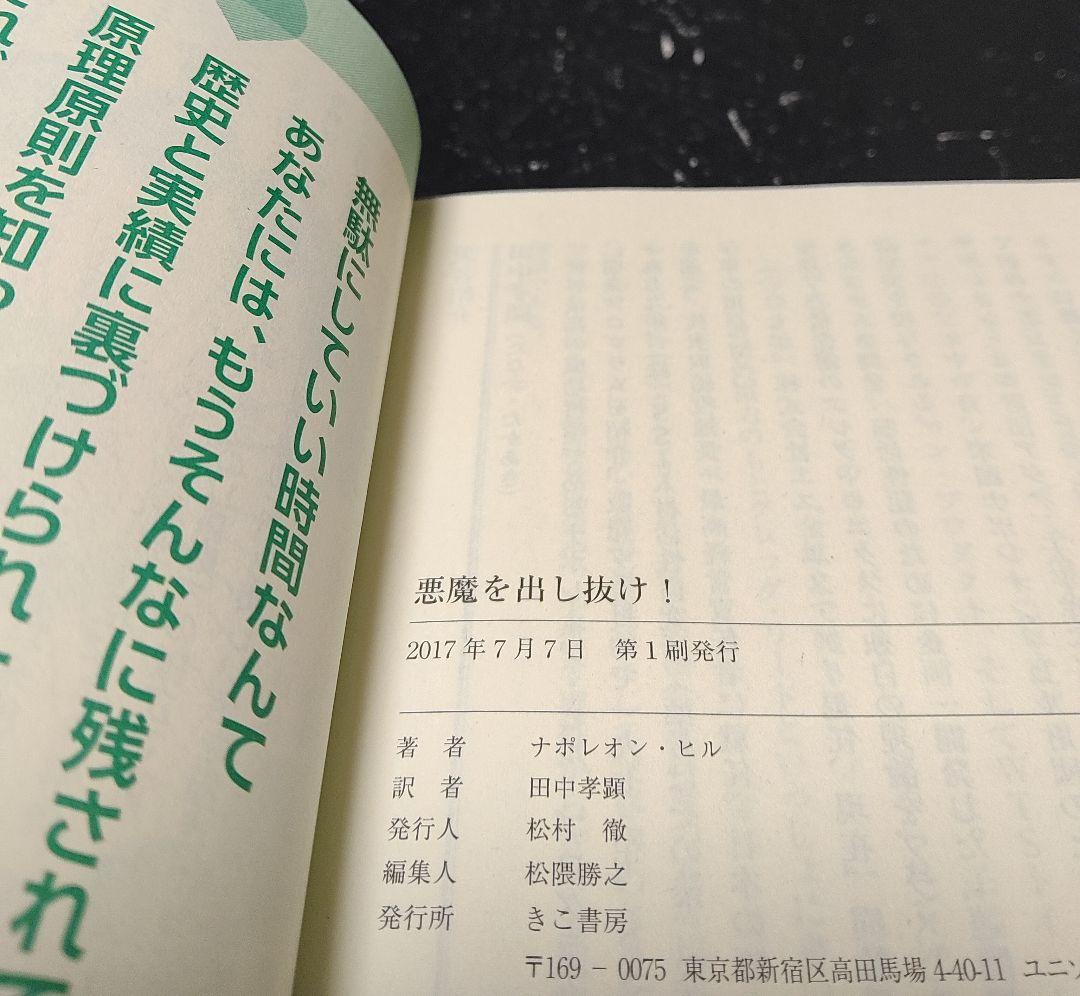 無駄にしていい時間なんて
あなたには、もうそんなに残されて
歴史と実績に裏づけられ
原理原則を知っ
悪魔を出し抜け！
2017年7月7日　第1刷発行
著　者　ナポレオン・ヒル
訳　者　田中孝顕
発行人　松村　徹
編集人　松隈勝之
発行所　きこ書房
〒169－0075 東京都新宿区高田馬場4-40-11 ユニゾ